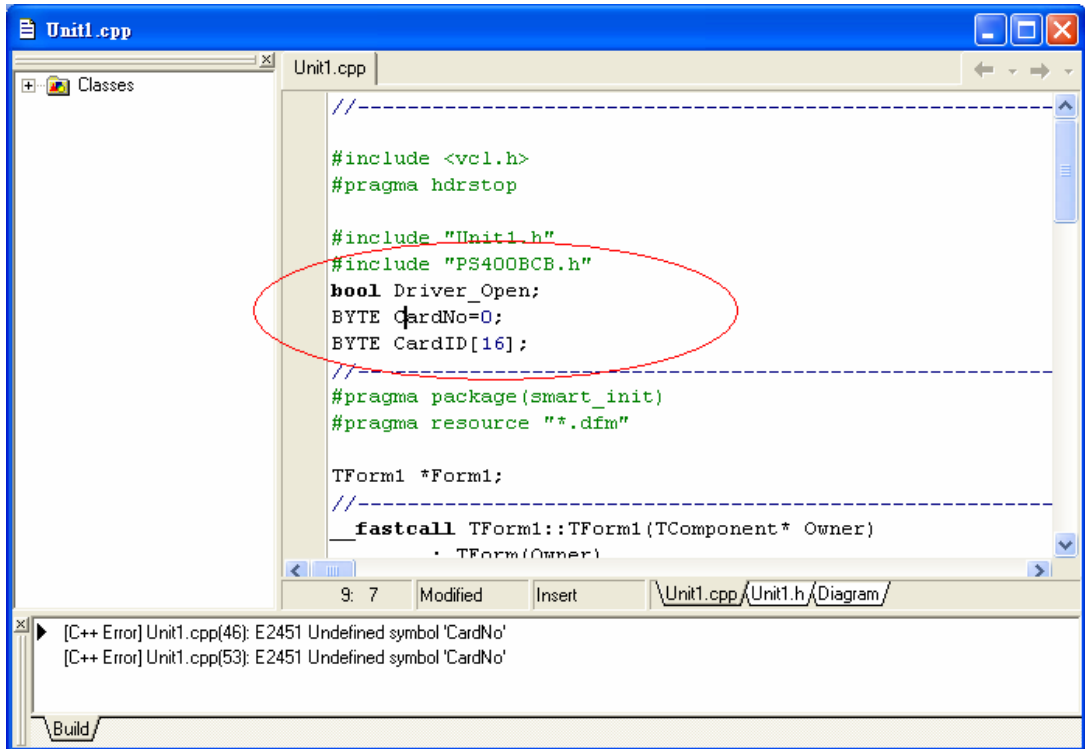 Unit1.cpp
Classes
Unit1.cpp
//--------------------------------------------------------
#include <vcl.h>
#pragma hdrstop
#include "Unit1.h"
#include "PS400BCB.h"
bool Driver_Open;
BYTE CardNo=0;
BYTE CardID[16];
//--------------------------------------------------------
#pragma package(smart_init)
#pragma resource "*.dfm"
TForm1 *Form1;
//--------------------------------------------------------
__fastcall TForm1::TForm1(TComponent* Owner)
: TForm(Owner)
9: 7 Modified Insert \Unit1.cpp/Unit1.h/Diagram/
[C++ Error] Unit1.cpp(46): E2451 Undefined symbol 'CardNo'
[C++ Error] Unit1.cpp(53): E2451 Undefined symbol 'CardNo'
Build